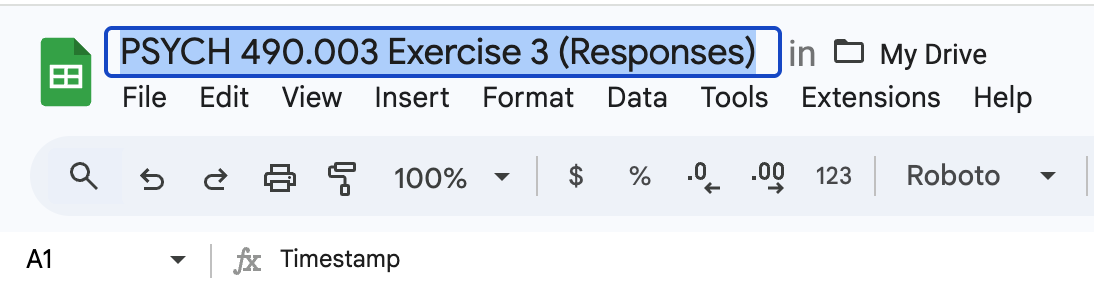 PSYCH 490.003 Exercise 3 (Responses) in My Drive
File Edit View Insert Format Data Tools Extensions Help
100% $ % .0 .00 123 Roboto
A1 fx Timestamp